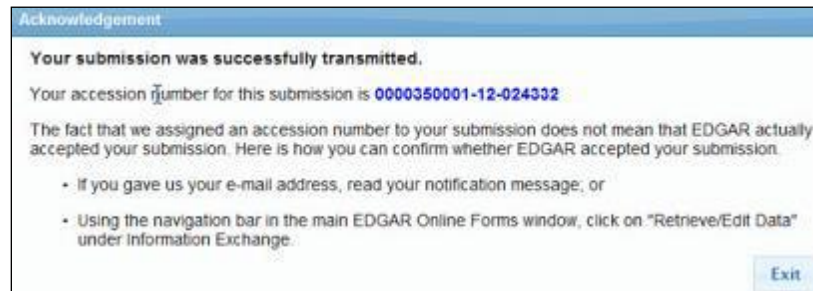 Acknowledgement
Your submission was successfully transmitted.
Your accession number for this submission is 0000350001-12-024332
The fact that we assigned an accession number to your submission does not mean that EDGAR actually
accepted your submission. Here is how you can confirm whether EDGAR accepted your submission.
• If you gave us your e-mail address, read your notification message; or
• Using the navigation bar in the main EDGAR Online Forms window, click on "Retrieve/Edit Data"
under Information Exchange.
Exit